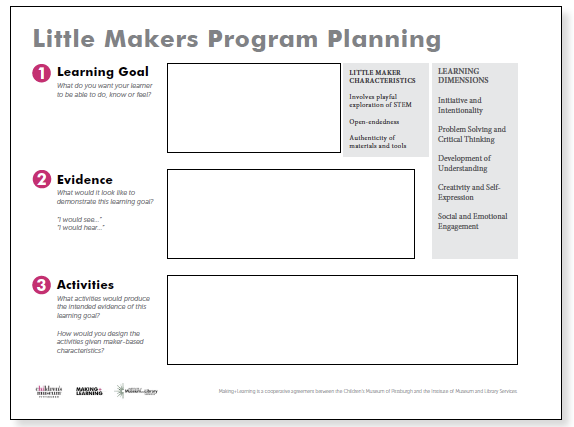 Little Makers Program Planning
1 Learning Goal
What do you want your learner
to be able to do, know or feel?
LITTLE MAKER
CHARACTERISTICS
Involves playful
exploration of STEM
Open-endedness
Authenticity of
materials and tools
LEARNING
DIMENSIONS
Initiative and
Intentionality
Problem Solving and
Critical Thinking
Development of
Understanding
Creativity and Self-
Expression
Social and Emotional
Engagement
2 Evidence
What would it look like to
demonstrate this learning goal?
"I would see..."
"I would hear..."
3 Activities
What activities would produce
the intended evidence of this
learning goal?
How would you design the
activities given maker-based
characteristics?
children's
museum
MAKING+
LEARNING
Museum and Library
Making+Learning is a cooperative agreement between the Children's Museum of Pittsburgh and the Institute of Museum and Library Services.